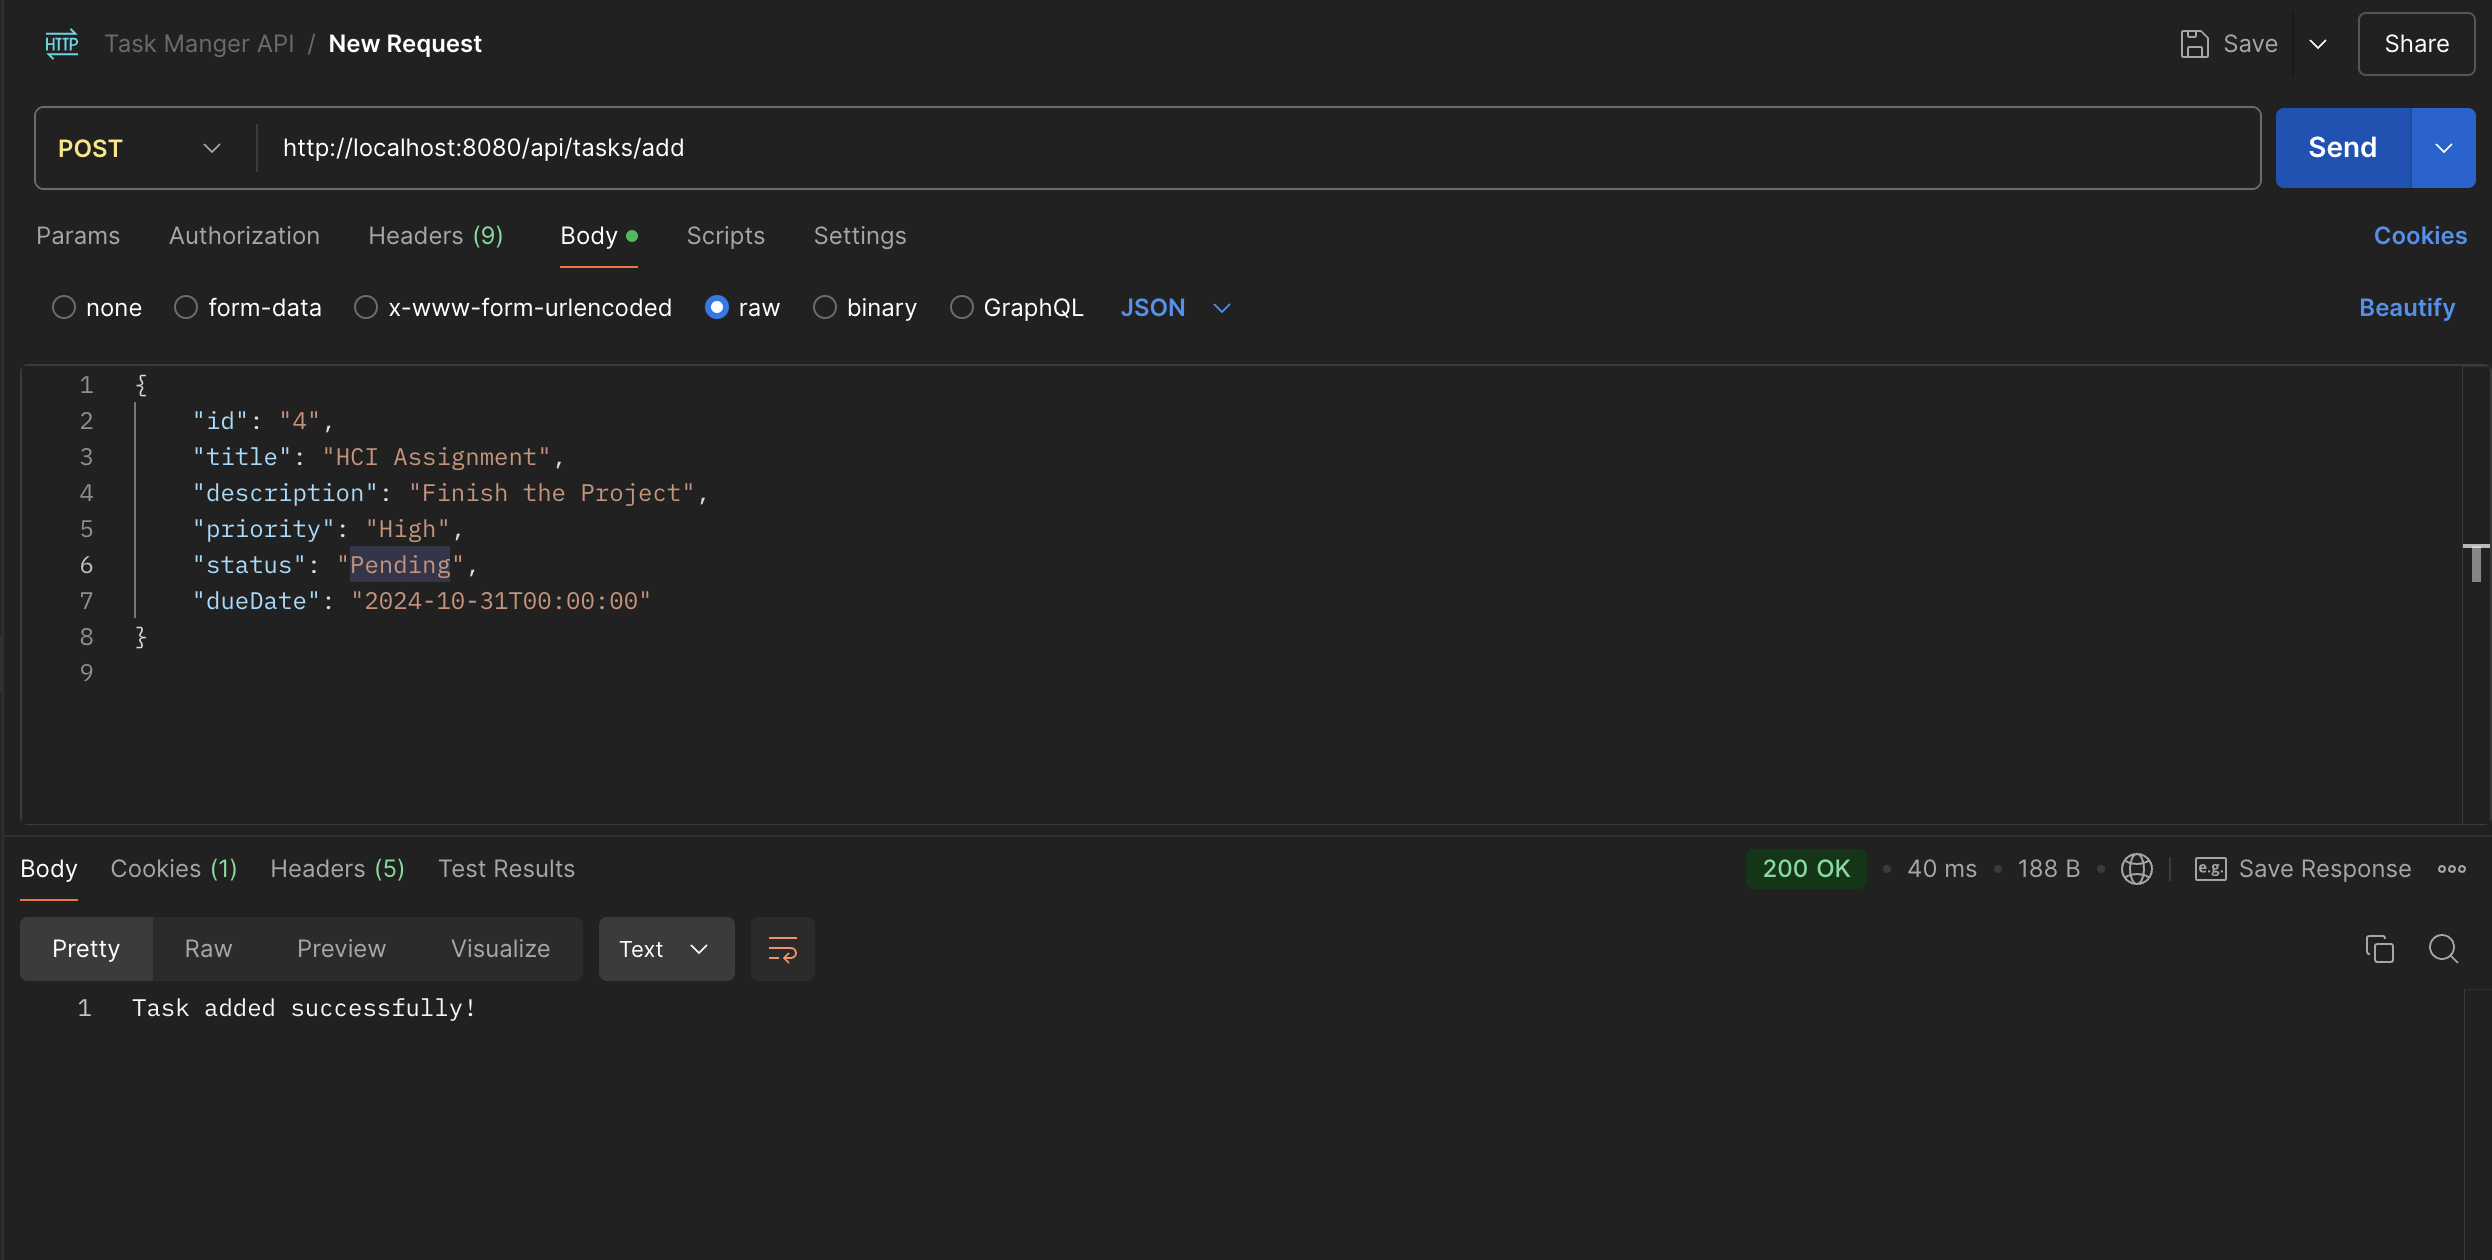 HTTP Task Manger API / New Request Save Share
POST http://localhost:8080/api/tasks/add Send
Params Authorization Headers (9) Body Scripts Settings Cookies
none form-data x-www-form-urlencoded raw binary GraphQL JSON Beautify
1 {
2 "id": "4",
3 "title": "HCI Assignment",
4 "description": "Finish the Project",
5 "priority": "High",
6 "status": "Pending",
7 "dueDate": "2024-10-31T00:00:00"
8 }
9
Body Cookies (1) Headers (5) Test Results 200 OK • 40 ms • 188 B • e.g. Save Response
Pretty Raw Preview Visualize Text
1 Task added successfully!